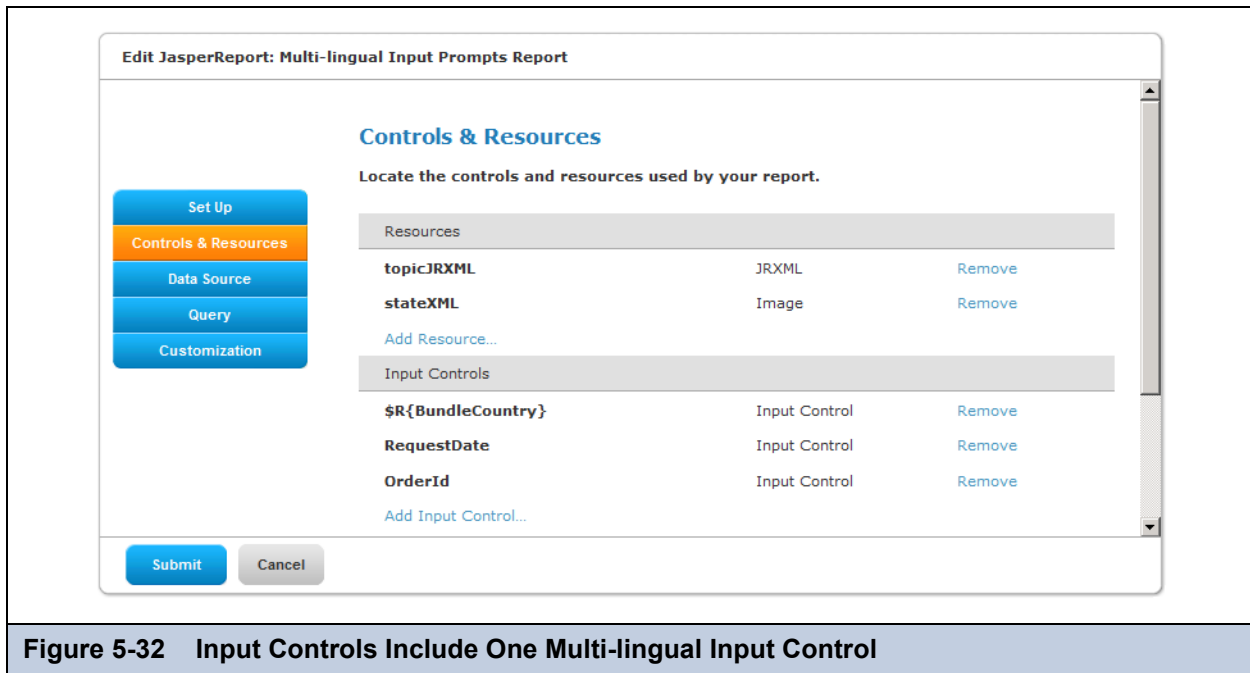 Edit JasperReport: Multi-lingual Input Prompts Report
Controls & Resources
Locate the controls and resources used by your report.
Set Up
Controls & Resources
Data Source
Query
Customization
Resources
topicJRXML JRXML Remove
stateXML Image Remove
Add Resource...
Input Controls
$R{BundleCountry} Input Control Remove
RequestDate Input Control Remove
OrderId Input Control Remove
Add Input Control...
Submit Cancel
Figure 5-32 Input Controls Include One Multi-lingual Input Control